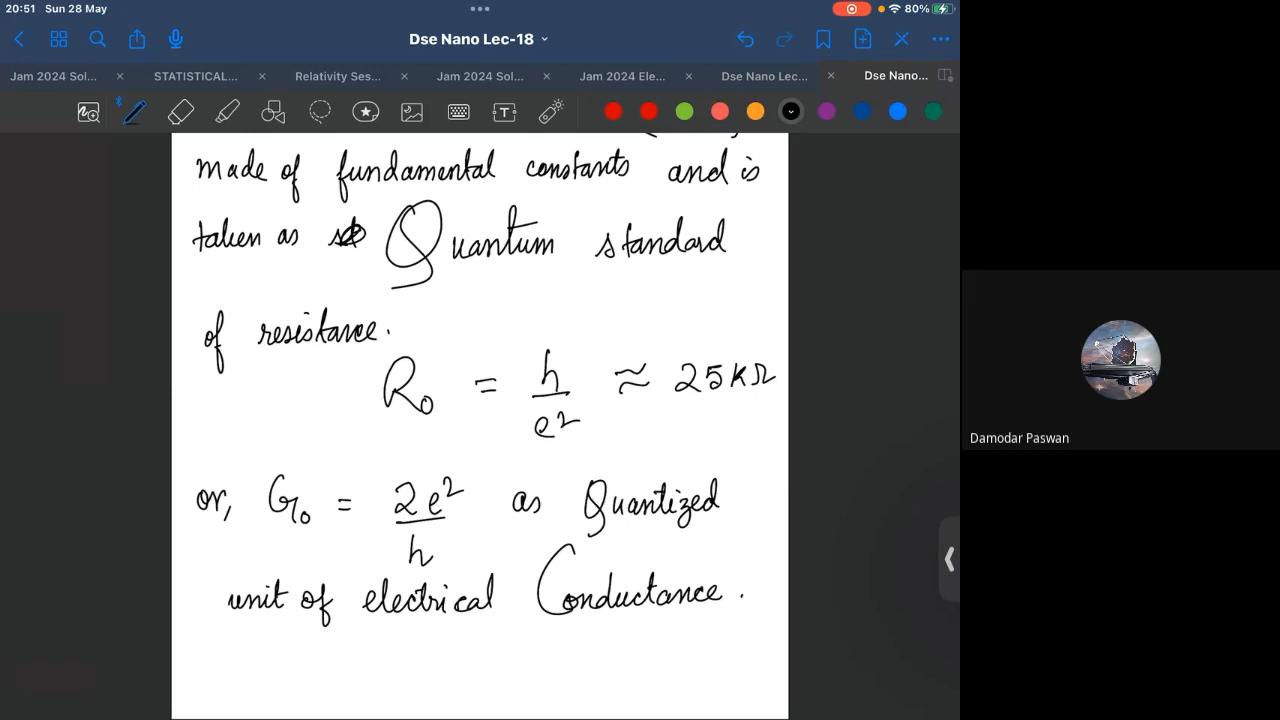 20:51 Sun 28 May
80%
Dse Nano Lec-18
Jam 2024 Sol... STATISTICAL... Relativity Ses... Jam 2024 Sol... Jam 2024 Ele... Dse Nano Lec... Dse Nano...
made of fundamental constants and is
taken as Quantum standard
of resistance.
R₀ = h/e² ≈ 25kΩ
or, G₀ = 2e²/h as Quantized
unit of electrical Conductance.
Damodar Paswan